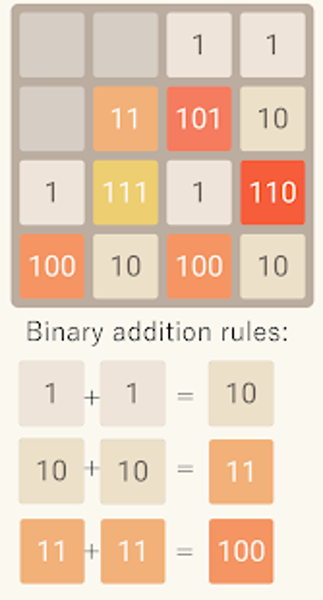 1 1
11 101 10
1 111 1 110
100 10 100 10
Binary addition rules:
1 + 1 = 10
10 + 10 = 11
11 + 11 = 100